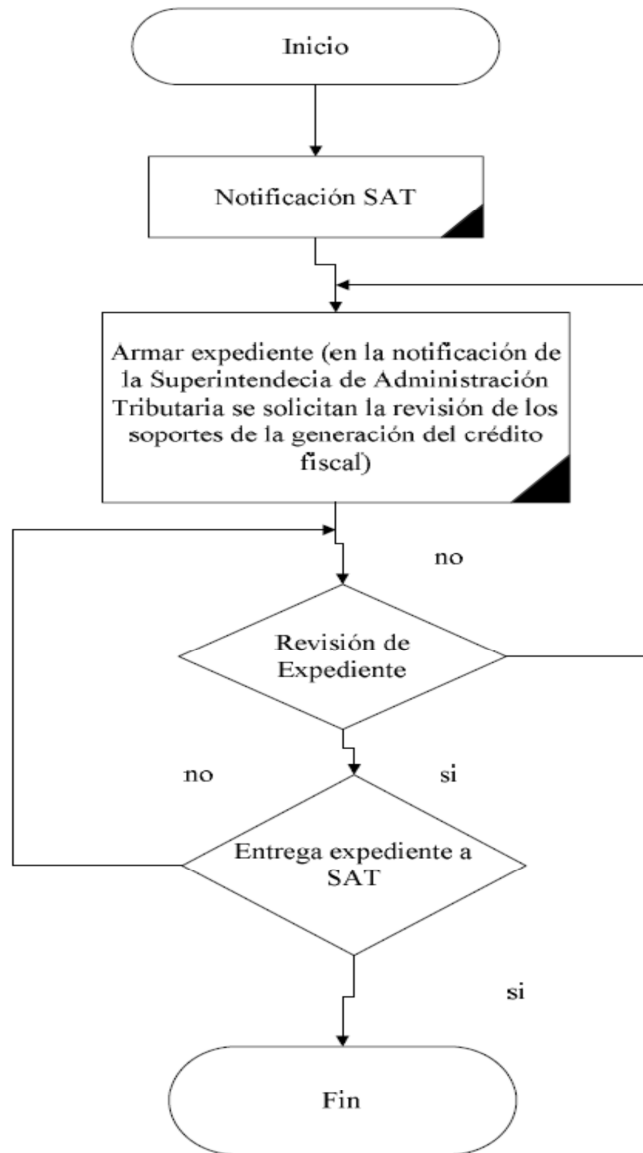 Inicio
Notificación SAT
Armar expediente (en la notificación de
la Superintendecia de Administración
Tributaria se solicitan la revisión de los
soportes de la generación del crédito
fiscal)
no
Revisión de
Expediente
no
si
Entrega expediente a
SAT
si
Fin